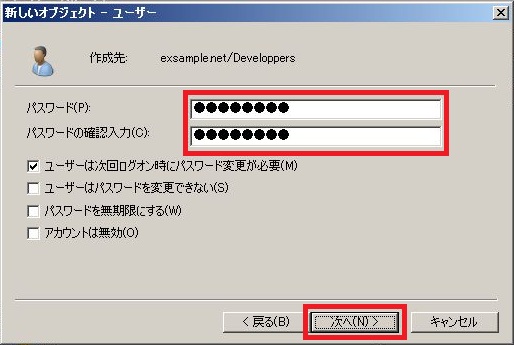 新しいオブジェクト - ユーザー
作成先: exsample.net/Developpers
パスワード(P): ●●●●●●●●
パスワードの確認入力(C): ●●●●●●●●
ユーザーは次回ログオン時にパスワード変更が必要(M)
ユーザーはパスワードを変更できない(S)
パスワードを無期限にする(W)
アカウントは無効(O)
< 戻る(B) 次へ(N) > キャンセル